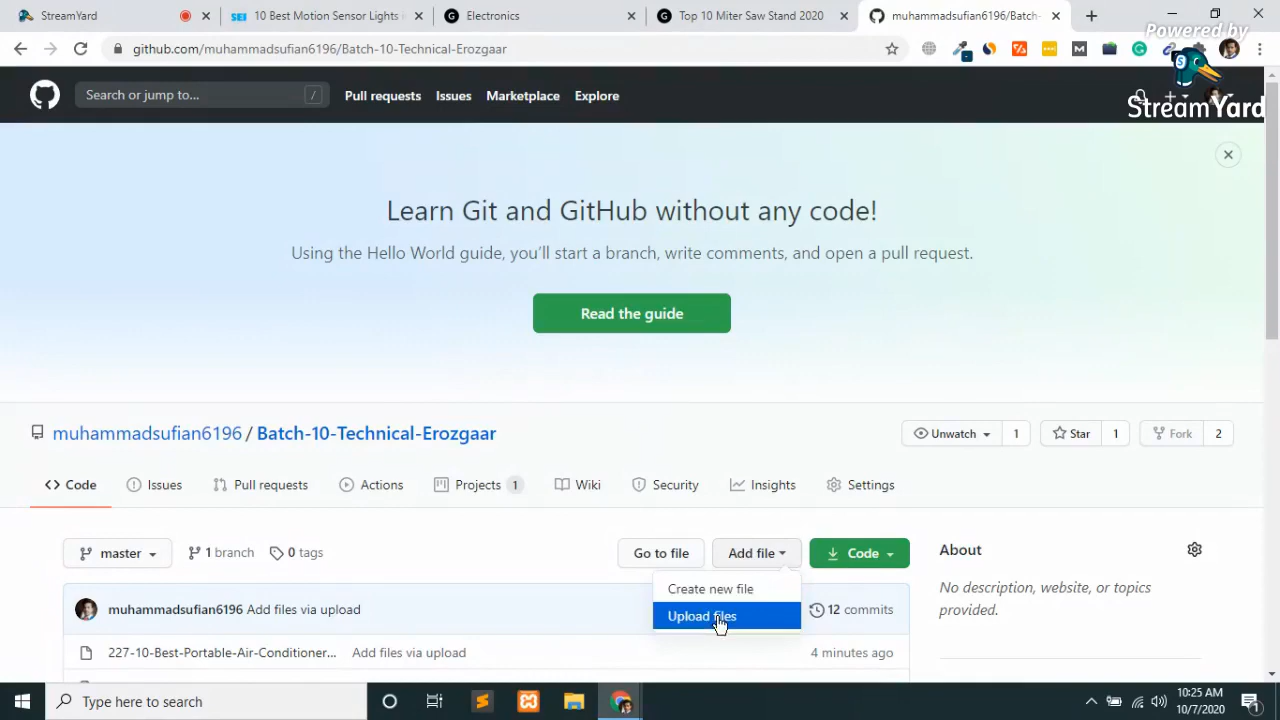 StreamYard
10 Best Motion Sensor Lights
Electronics
Top 10 Miter Saw Stand 2020
muhammadsufian6196/Batch-
Powered by
github.com/muhammadsufian6196/Batch-10-Technical-Erozgaar
StreamYard
Search or jump to...
/
Pull requests
Issues
Marketplace
Explore
Learn Git and GitHub without any code!
Using the Hello World guide, you'll start a branch, write comments, and open a pull request.
Read the guide
muhammadsufian6196 / Batch-10-Technical-Erozgaar
Unwatch
1
Star
1
Fork
2
Code
Issues
Pull requests
Actions
Projects 1
Wiki
Security
Insights
Settings
master
1 branch
0 tags
Go to file
Add file
Code
About
Create new file
Upload files
No description, website, or topics
provided.
muhammadsufian6196 Add files via upload
12 commits
227-10-Best-Portable-Air-Conditioner...
Add files via upload
4 minutes ago
Type here to search
10:25 AM
10/7/2020